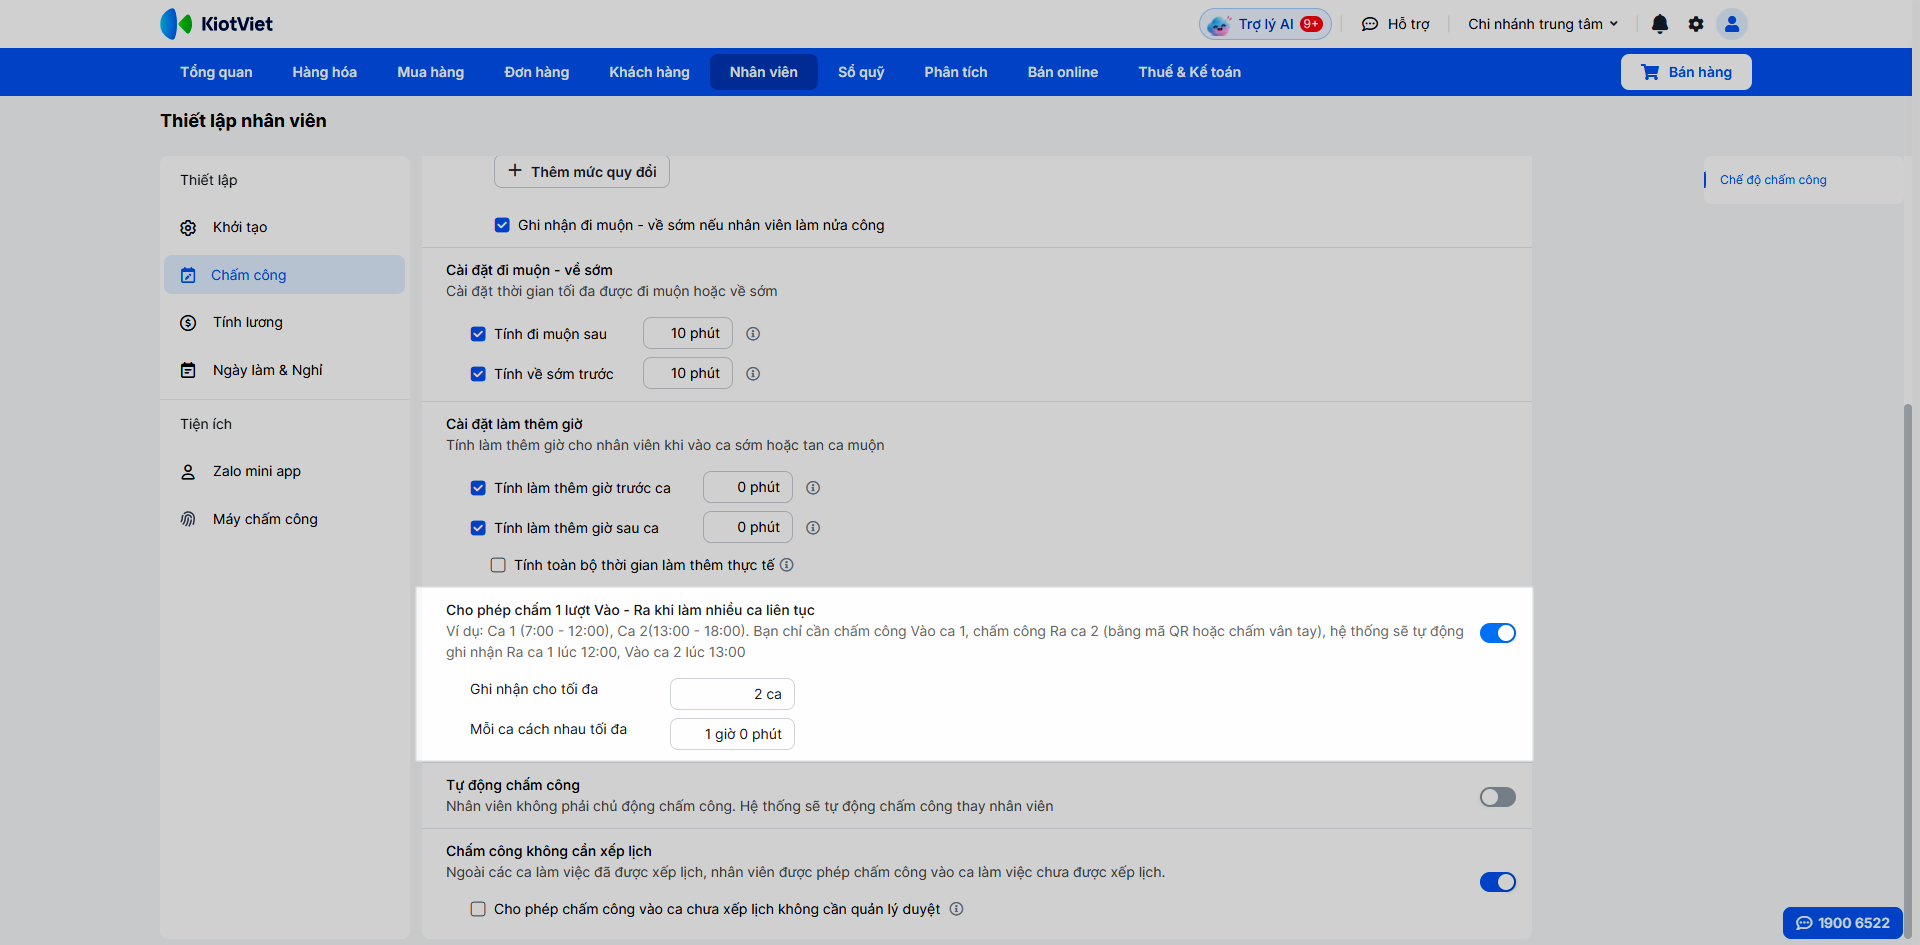 KiotViet
Trợ lý AI 9+
Hỗ trợ
Chi nhánh trung tâm
Tổng quan
Hàng hóa
Mua hàng
Đơn hàng
Khách hàng
Nhân viên
Sổ quỹ
Phân tích
Bán online
Thuế & Kế toán
Bán hàng
Thiết lập nhân viên
Thiết lập
Khởi tạo
Chấm công
Tính lương
Ngày làm & Nghỉ
Tiện ích
Zalo mini app
Máy chấm công
Thêm mức quy đổi
Ghi nhận đi muộn - về sớm nếu nhân viên làm nửa công
Cài đặt đi muộn - về sớm
Cài đặt thời gian tối đa được đi muộn hoặc về sớm
Tính đi muộn sau 10 phút
Tính về sớm trước 10 phút
Cài đặt làm thêm giờ
Tính làm thêm giờ cho nhân viên khi vào ca sớm hoặc tan ca muộn
Tính làm thêm giờ trước ca 0 phút
Tính làm thêm giờ sau ca 0 phút
Tính toàn bộ thời gian làm thêm thực tế
Cho phép chấm 1 lượt Vào - Ra khi làm nhiều ca liên tục
Ví dụ: Ca 1 (7:00 - 12:00), Ca 2(13:00 - 18:00). Bạn chỉ cần chấm công Vào ca 1, chấm công Ra ca 2 (bằng mã QR hoặc chấm vân tay), hệ thống sẽ tự động
ghi nhận Ra ca 1 lúc 12:00, Vào ca 2 lúc 13:00
Ghi nhận cho tối đa 2 ca
Mỗi ca cách nhau tối đa 1 giờ 0 phút
Tự động chấm công
Nhân viên không phải chủ động chấm công. Hệ thống sẽ tự động chấm công thay nhân viên
Chấm công không cần xếp lịch
Ngoài các ca làm việc đã được xếp lịch, nhân viên được phép chấm công vào ca làm việc chưa được xếp lịch.
Cho phép chấm công vào ca chưa xếp lịch không cần quản lý duyệt
Chế độ chấm công
1900 6522